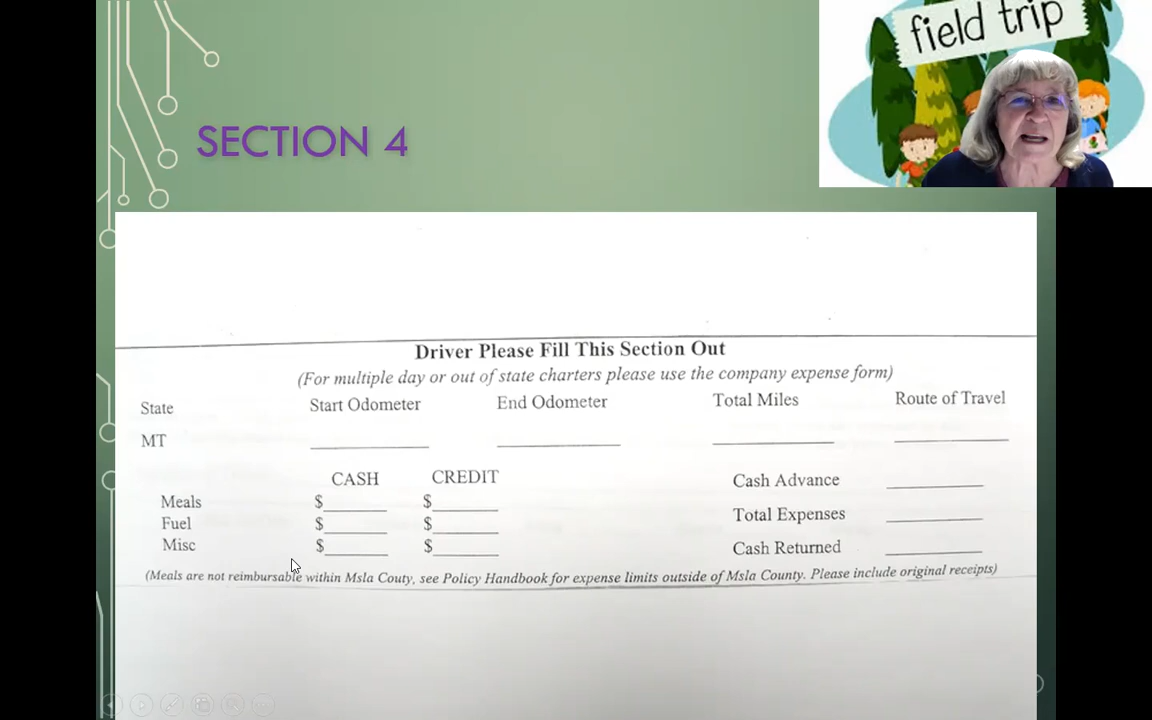 field trip
SECTION 4
Driver Please Fill This Section Out
(For multiple day or out of state charters please use the company expense form)
State Start Odometer End Odometer Total Miles Route of Travel
MT
CASH CREDIT Cash Advance
Meals $ $
Fuel $ $ Total Expenses
Misc $ $ Cash Returned
(Meals are not reimbursable within Msla Couty, see Policy Handbook for expense limits outside of Msla County. Please include original receipts)